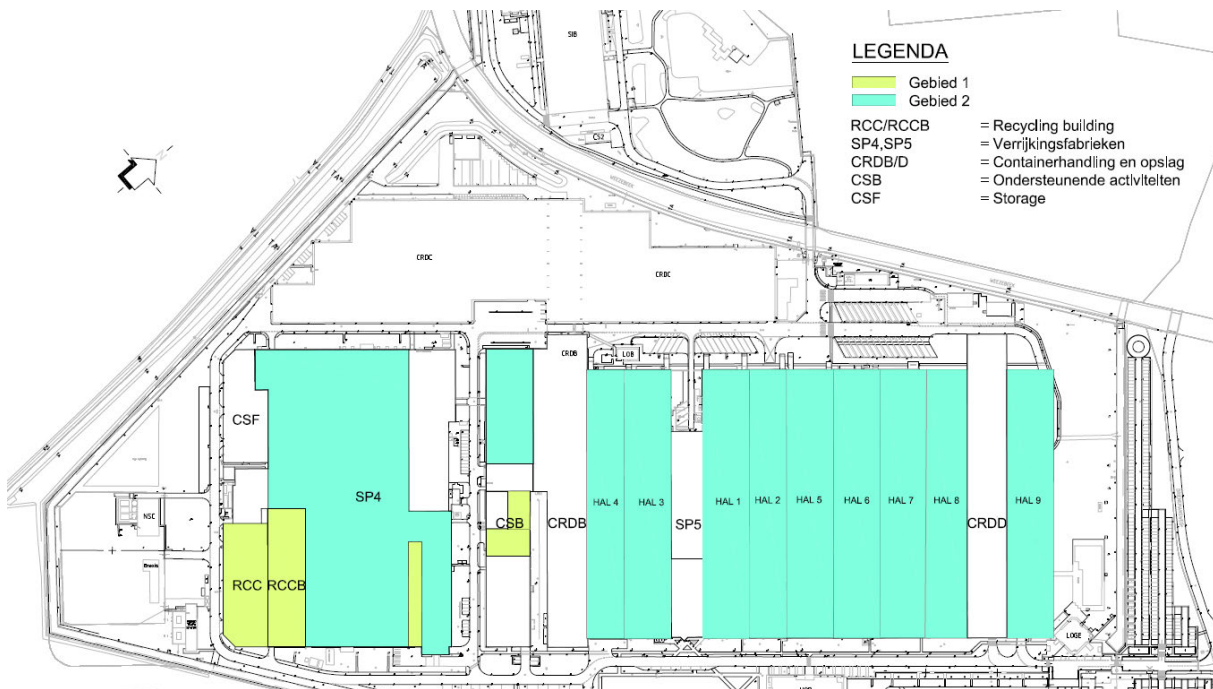 LEGENDA
Gebied 1
Gebied 2
RCC/RCCB = Recycling building
SP4,SP5 = Verrijkingsfabrieken
CRDB/D = Containerhandling en opslag
CSB = Ondersteunende activiteiten
CSF = Storage
SIB
CRDC
CRDC
CRDB
LOB
CSF
SP4
NSC
RCC
RCCB
CSB
CRDB
HAL 4
HAL 3
SP5
HAL 1
HAL 2
HAL 5
HAL 6
HAL 7
HAL 8
CRDD
HAL 9
LOGE